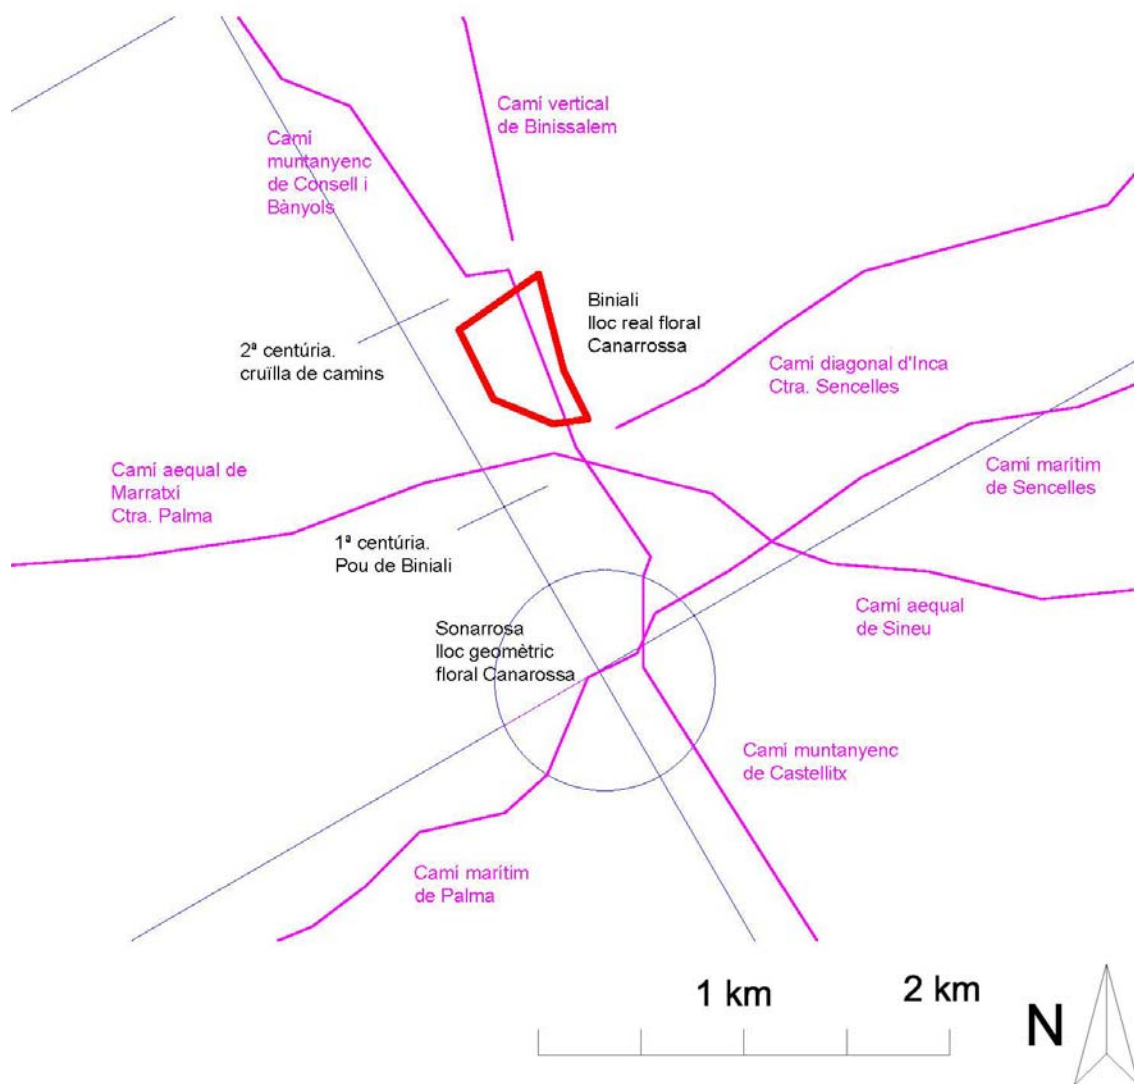 Camí vertical
de Binissalem
Camí
muntanyenc
de Consell i
Bànyols
Biniali
lloc real floral
Canarrossa
2ª centúria.
cruïlla de camins
Camí diagonal d'Inca
Ctra. Sencelles
Camí aequal de
Marratxí
Ctra. Palma
Camí marítim
de Sencelles
1ª centúria.
Pou de Biniali
Camí aequal
de Sineu
Sonarrosa
lloc geomètric
floral Canarossa
Camí muntanyenc
de Castellitx
Camí marítim
de Palma
1 km
2 km
N